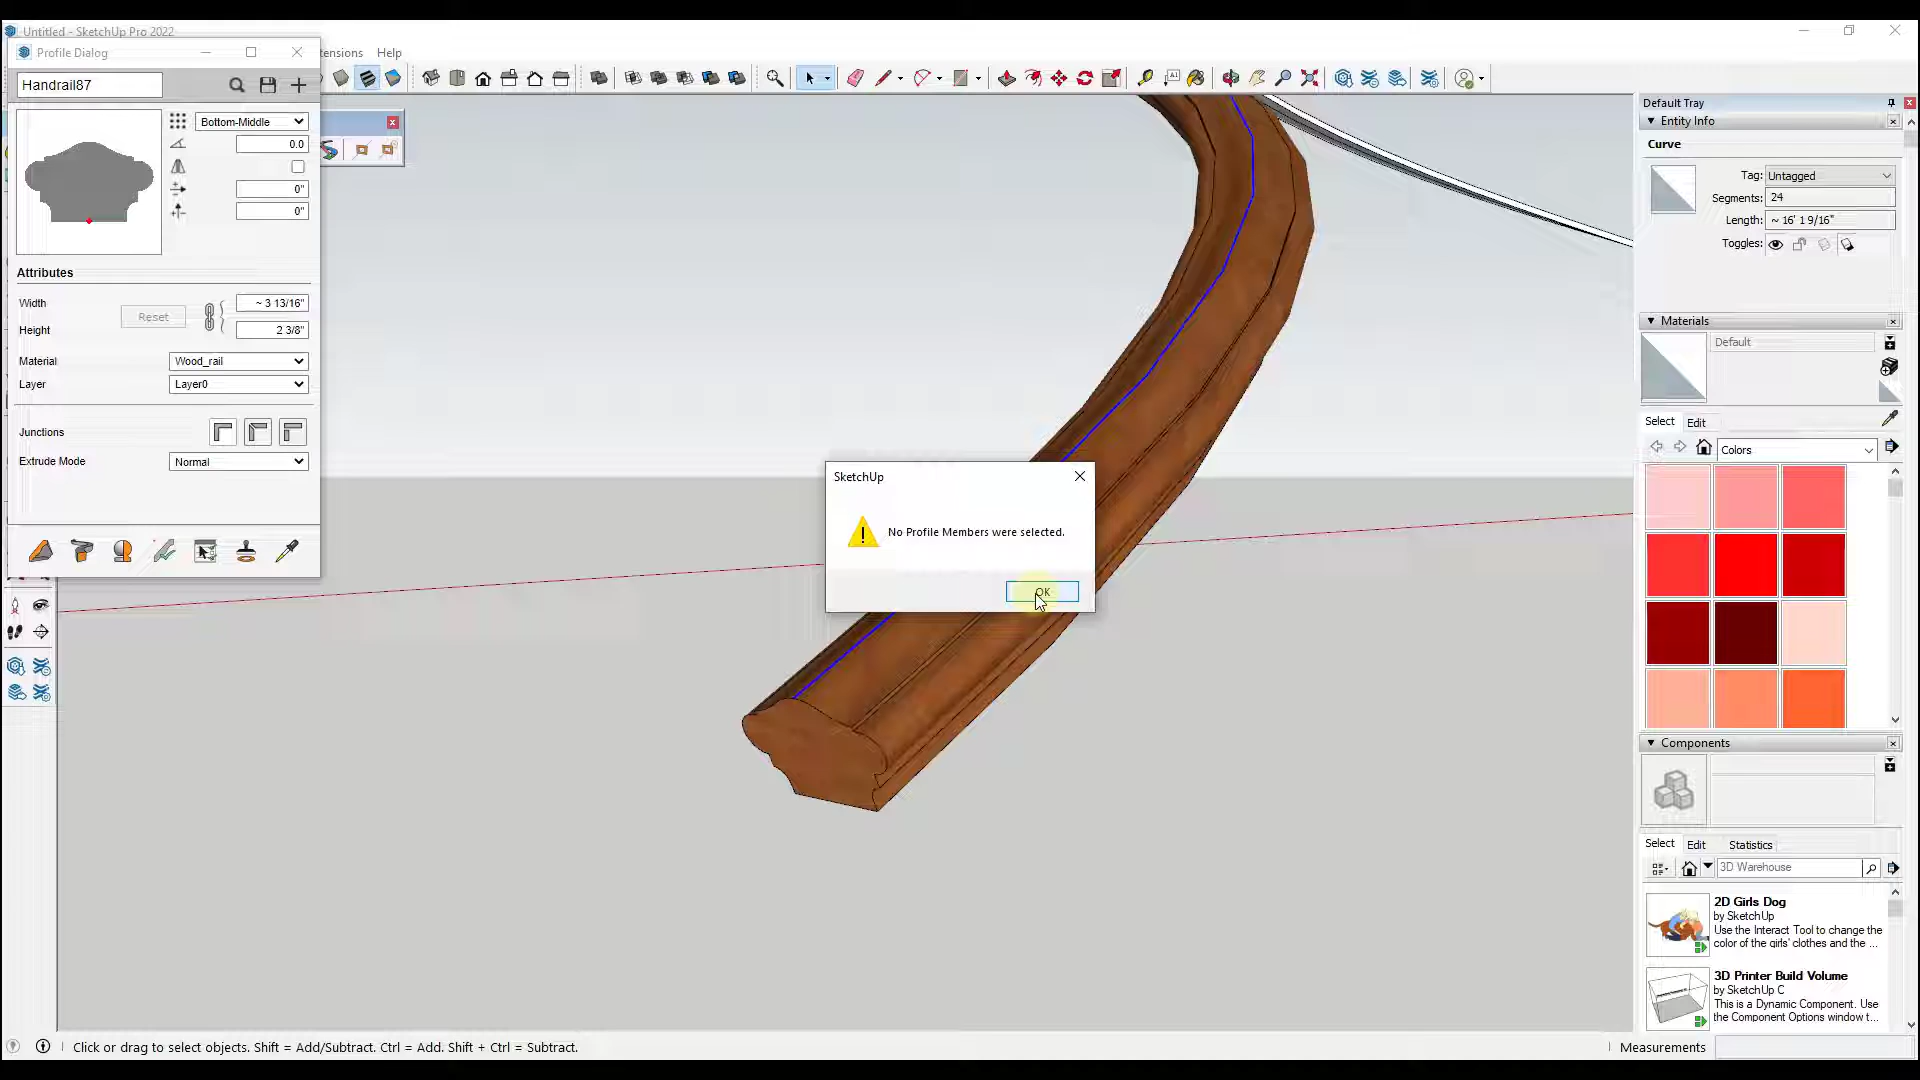 Untitled - SketchUp Pro 2022
Profile Dialog
tensions Help
Handrail87
Bottom-Middle
0.0
0"
0"
Attributes
Width
~ 3 13/16"
Reset
Height
2 3/8"
Material
Wood_rail
Layer
Layer0
Junctions
Extrude Mode
Normal
SketchUp
No Profile Members were selected.
OK
Default Tray
Entity Info
Curve
Tag: Untagged
Segments: 24
Length: ~ 16' 1 9/16"
Toggles:
Materials
Default
Select Edit
Colors
Components
Select Edit Statistics
3D Warehouse
2D Girls Dog
by SketchUp
Use the Interact Tool to change the
color of the girls' clothes and the ...
3D Printer Build Volume
by SketchUp C
This is a Dynamic Component. Use
the Component Options window t...
Click or drag to select objects. Shift = Add/Subtract. Ctrl = Add. Shift + Ctrl = Subtract.
Measurements